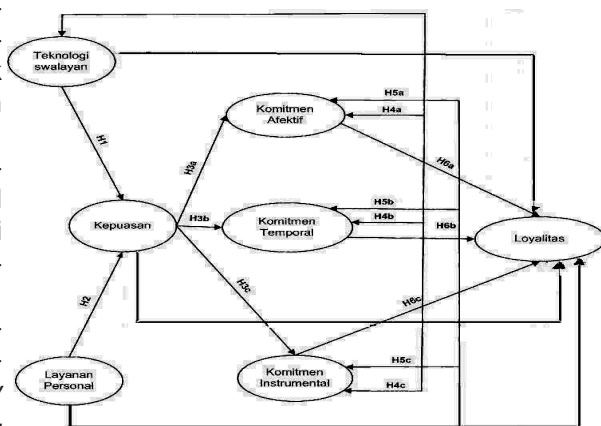 Teknologi
swalayan
Komitmen
Afektif
H5a
H4a
H1
H3a
H6a
Kepuasan
H3b
Komitmen
Temporal
H5b
H4b
H6b
Loyalitas
H2
H3c
H6c
Layanan
Personal
Komitmen
Instrumental
H5c
H4c